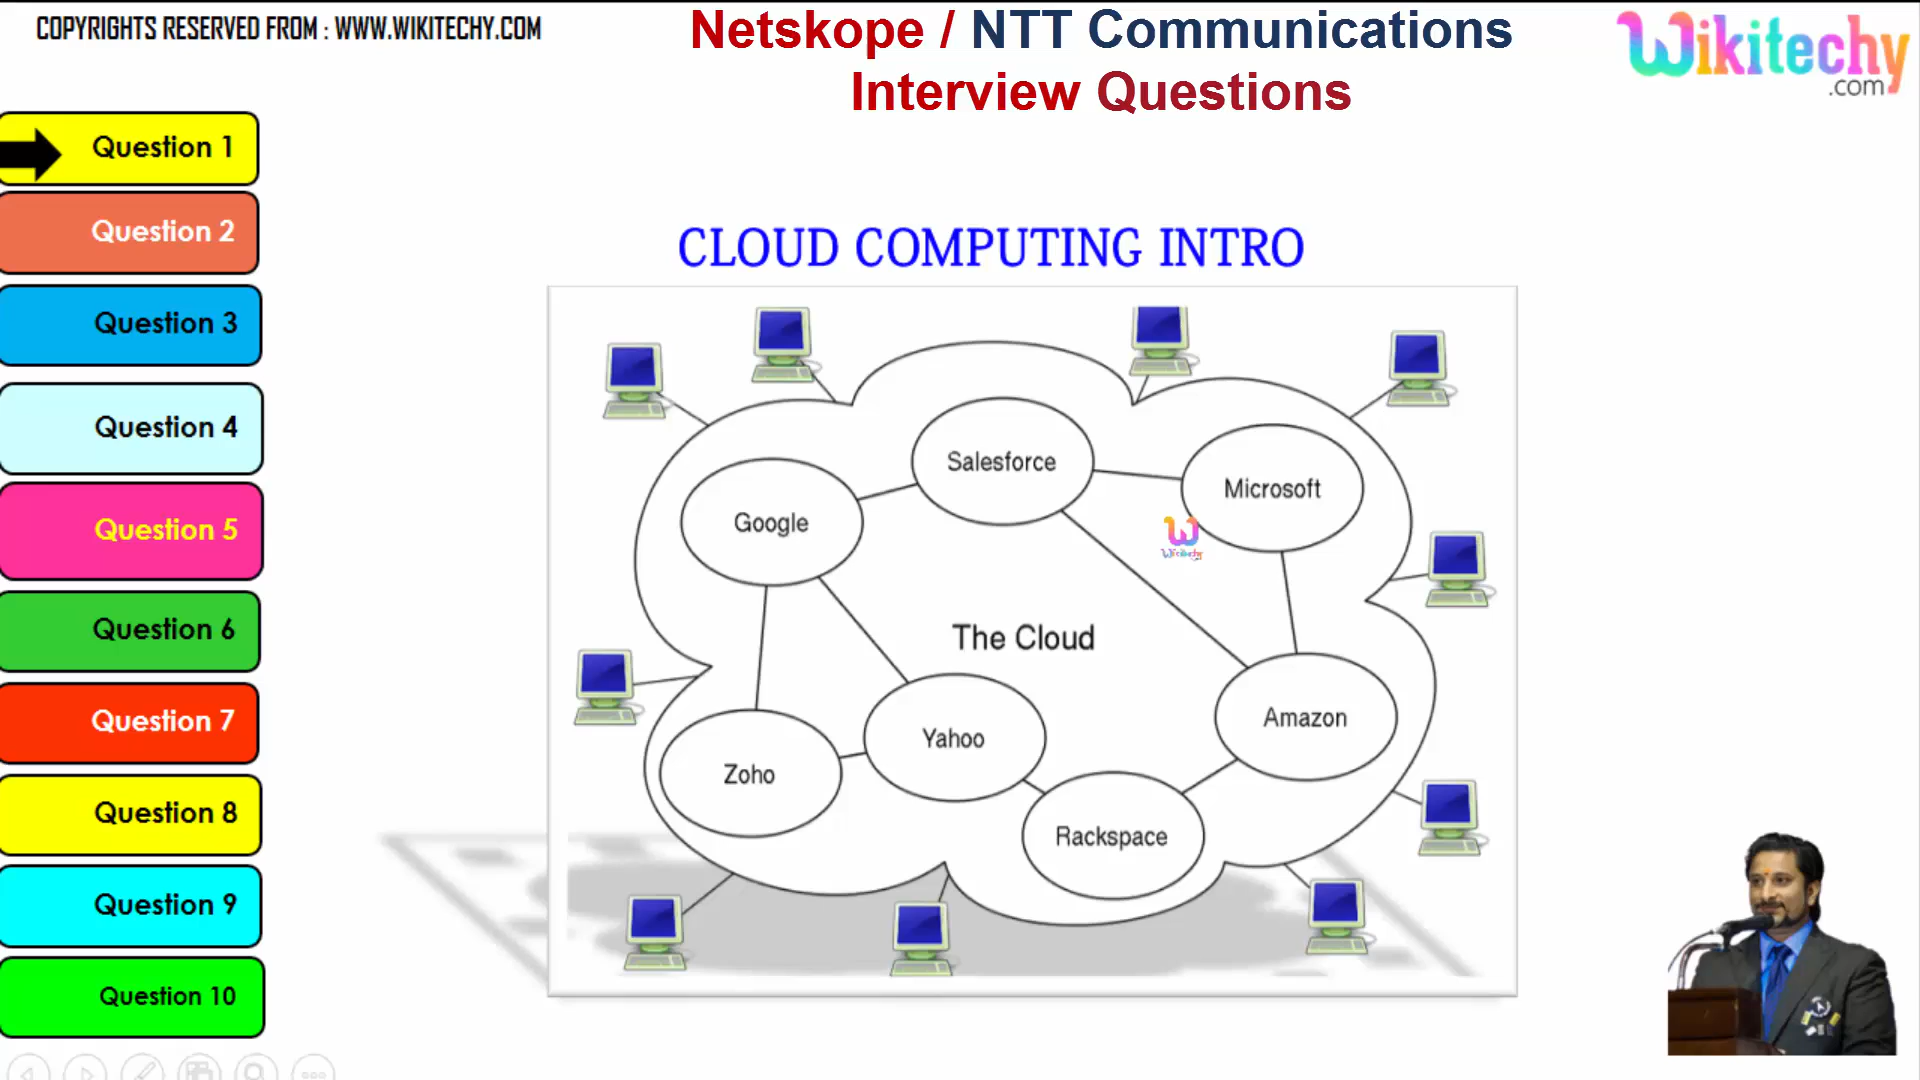 COPYRIGHTS RESERVED FROM : WWW.WIKITECHY.COM
Netskope / NTT Communications
Interview Questions
Wikitechy
.com
Question 1
Question 2
Question 3
Question 4
Question 5
Question 6
Question 7
Question 8
Question 9
Question 10
CLOUD COMPUTING INTRO
Salesforce
Microsoft
Google
Wikitechy
The Cloud
Amazon
Yahoo
Zoho
Rackspace